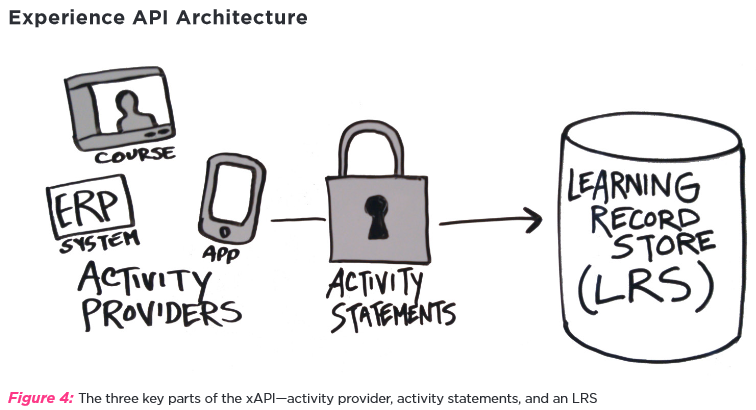 Experience API Architecture
COURSE
ERP
SYSTEM
APP
ACTIVITY
PROVIDERS
ACTIVITY
STATEMENTS
LEARNING
RECORD
STORE
(LRS)
Figure 4: The three key parts of the xAPI—activity provider, activity statements, and an LRS